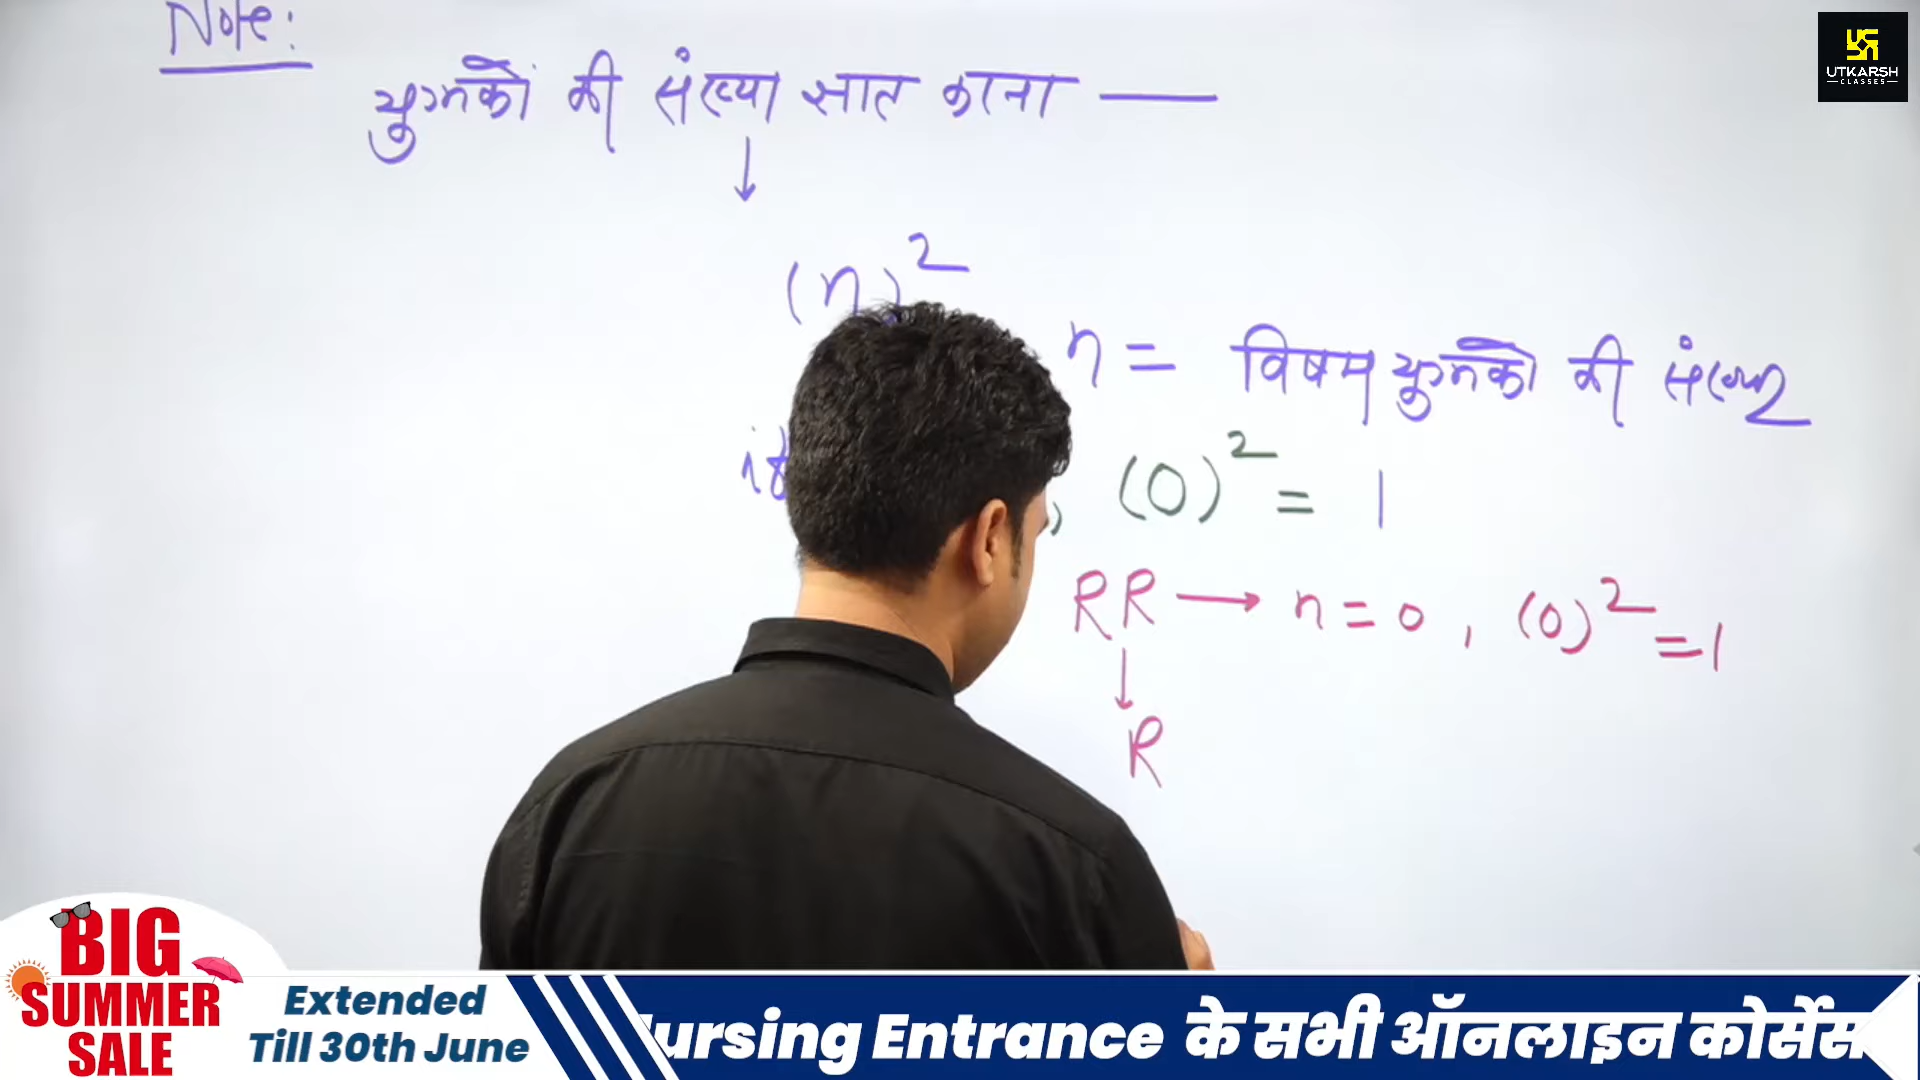 Note:
युग्मकों की संख्या ज्ञात करना —
↓
(n)²
n = विषम युग्मकों की संख्या
, (0)² = 1
RR → n = 0 , (0)² = 1
↓
R
UTKARSH
CLASSES
BIG
SUMMER
SALE
Extended
Till 30th June
ursing Entrance के सभी ऑनलाइन कोर्सेस